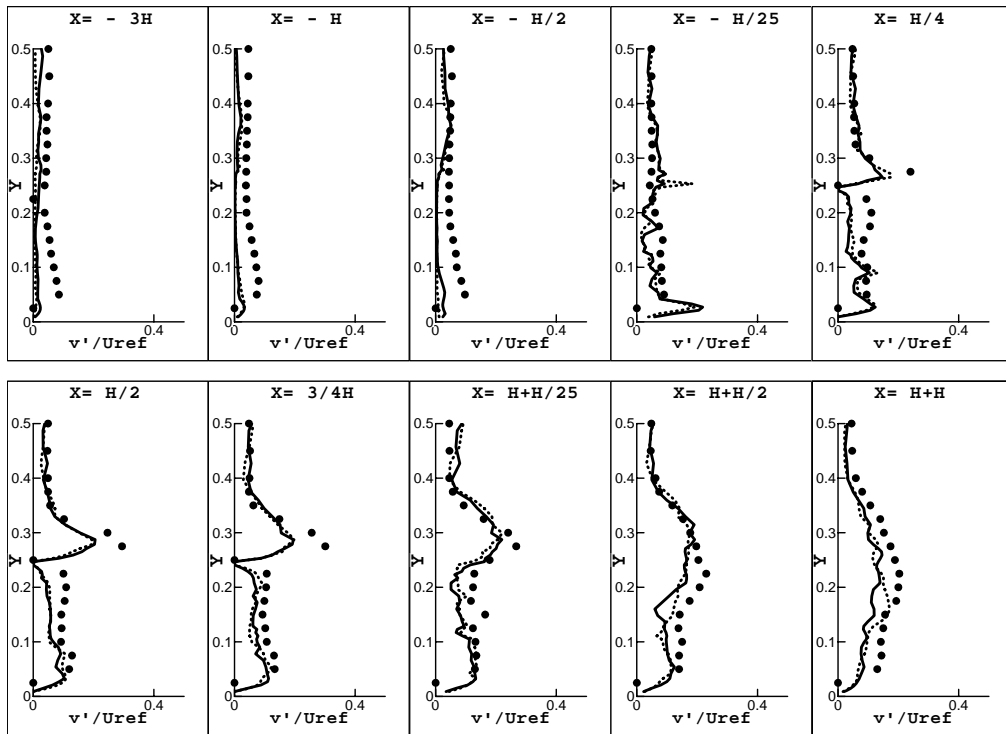 X= - 3H
X= - H
X= - H/2
X= - H/25
X= H/4
0.5
0.5
0.5
0.5
0.5
0.4
0.4
0.4
0.4
0.4
0.3
0.3
0.3
0.3
0.3
Y
Y
Y
Y
Y
0.2
0.2
0.2
0.2
0.2
0.1
0.1
0.1
0.1
0.1
0
0
0
0
0
0 0.4
0 0.4
0 0.4
0 0.4
0 0.4
v'/Uref
v'/Uref
v'/Uref
v'/Uref
v'/Uref
X= H/2
X= 3/4H
X= H+H/25
X= H+H/2
X= H+H
0.5
0.5
0.5
0.5
0.5
0.4
0.4
0.4
0.4
0.4
0.3
0.3
0.3
0.3
0.3
Y
Y
Y
Y
Y
0.2
0.2
0.2
0.2
0.2
0.1
0.1
0.1
0.1
0.1
0
0
0
0
0
0 0.4
0 0.4
0 0.4
0 0.4
0 0.4
v'/Uref
v'/Uref
v'/Uref
v'/Uref
v'/Uref